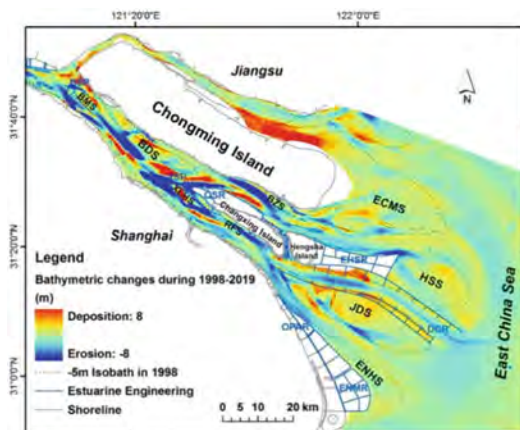 121°20'0"E
122°0'0"E
Jiangsu
N
31°40'0"N
BMS
Chongming Island
BDS
QSR
BZS
ECMS
Changxing Island
RFS
31°20'0"N
Shanghai
Hengsha
Island
EHSR
HSS
Legend
Bathymetric changes during 1998-2019
(m)
Deposition: 8
Erosion: -8
-5m Isobath in 1998
Estuarine Engineering
Shoreline
JDS
OPAR
East China Sea
31°0'0"N
ENHS
ENHR
0 5 10 20 km